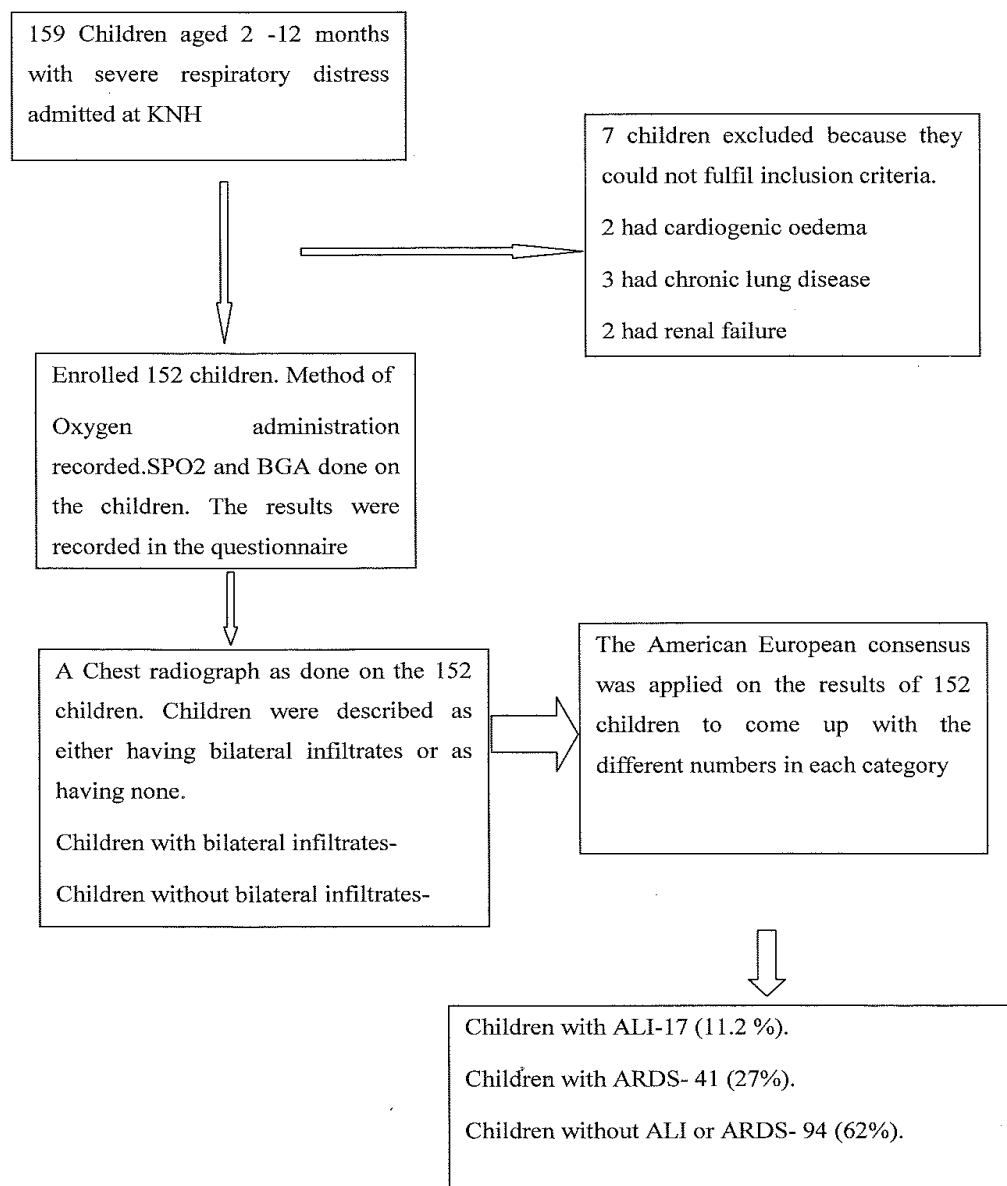 159 Children aged 2 -12 months
with severe respiratory distress
admitted at KNH
7 children excluded because they
could not fulfil inclusion criteria.
2 had cardiogenic oedema
3 had chronic lung disease
2 had renal failure
Enrolled 152 children. Method of
Oxygen administration
recorded.SPO2 and BGA done on
the children. The results were
recorded in the questionnaire
A Chest radiograph as done on the 152
children. Children were described as
either having bilateral infiltrates or as
having none.
Children with bilateral infiltrates-
Children without bilateral infiltrates-
The American European consensus
was applied on the results of 152
children to come up with the
different numbers in each category
Children with ALI-17 (11.2 %).
Children with ARDS- 41 (27%).
Children without ALI or ARDS- 94 (62%).